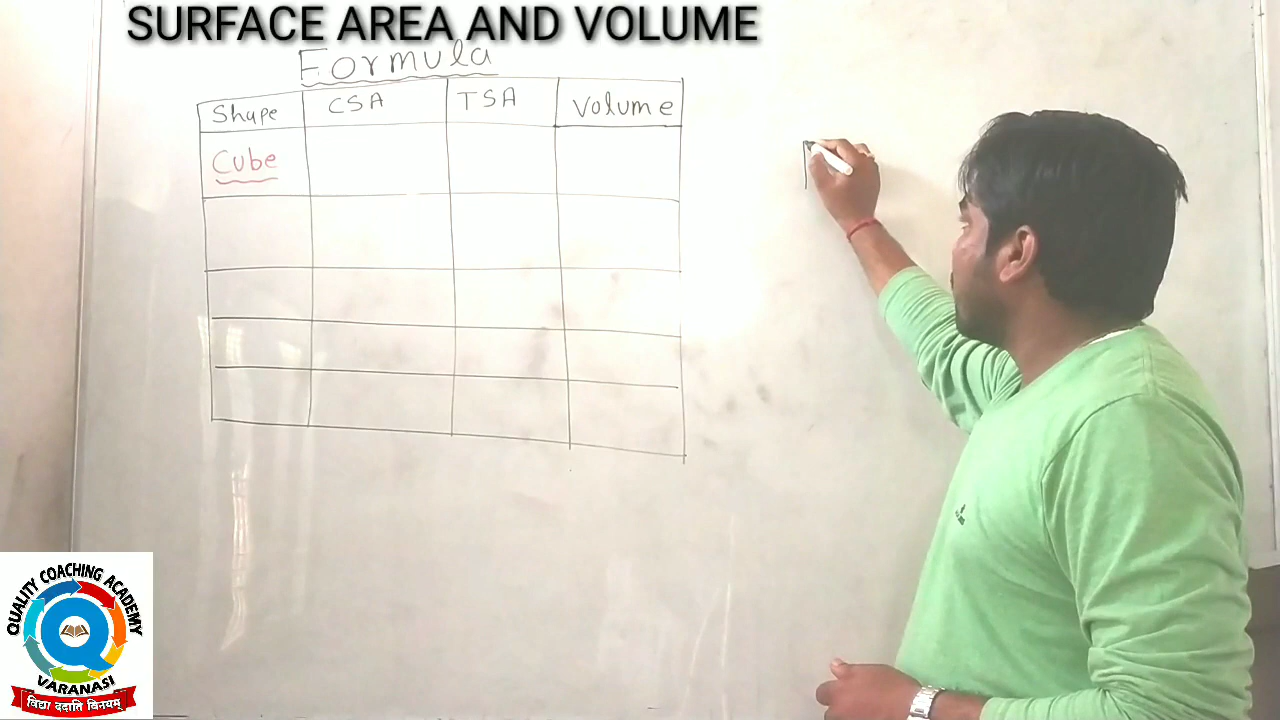 SURFACE AREA AND VOLUME
Formula
Shape CSA TSA Volume
Cube
QUALITY COACHING ACADEMY
VARANASI
विद्या ददाति विनयम्